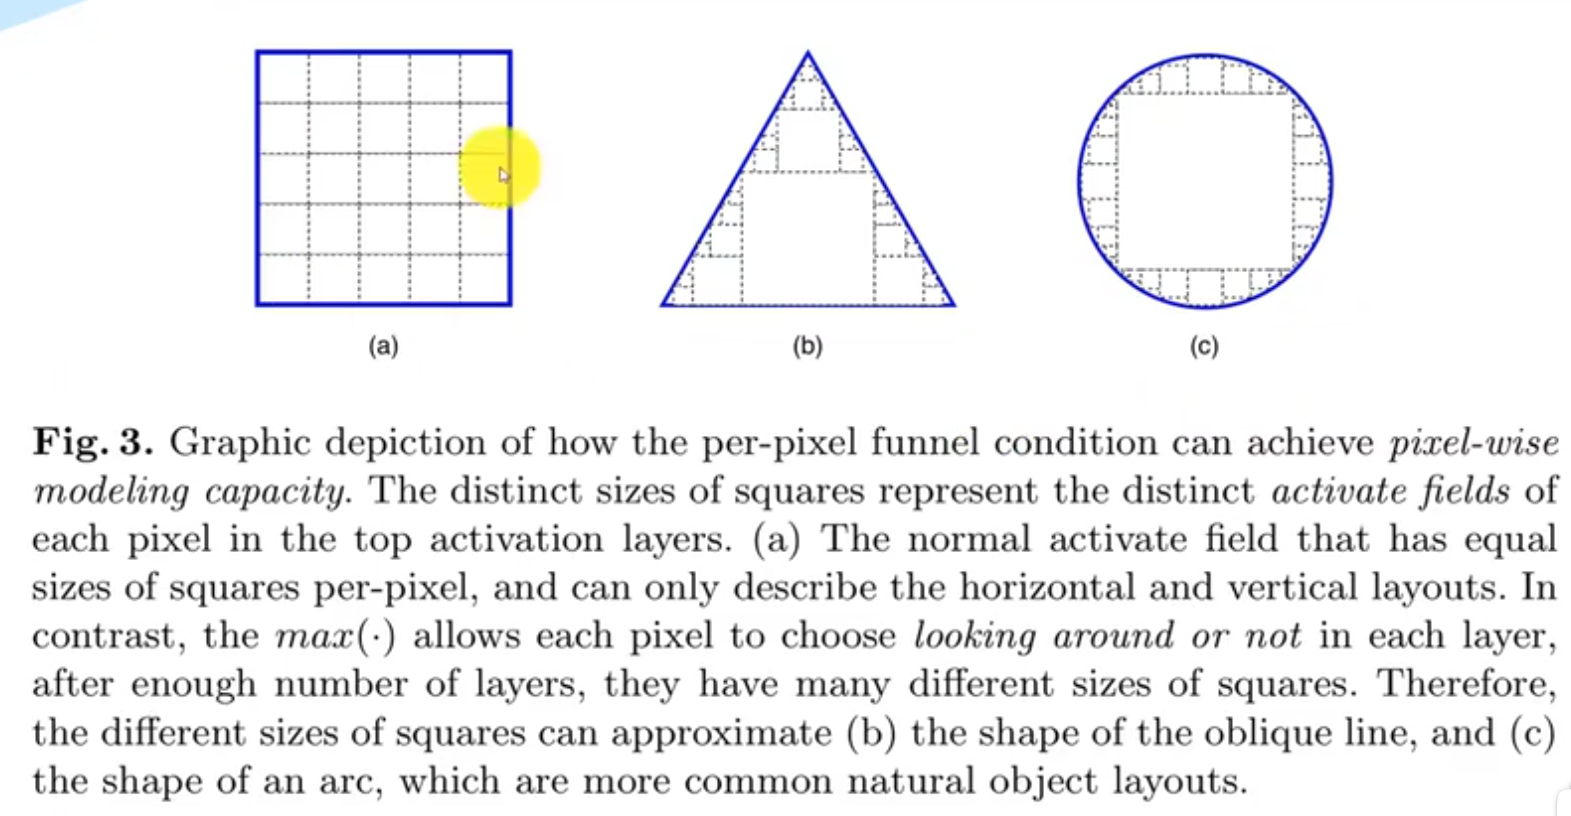 (a) (b) (c)
Fig. 3. Graphic depiction of how the per-pixel funnel condition can achieve pixel-wise
modeling capacity. The distinct sizes of squares represent the distinct activate fields of
each pixel in the top activation layers. (a) The normal activate field that has equal
sizes of squares per-pixel, and can only describe the horizontal and vertical layouts. In
contrast, the max(·) allows each pixel to choose looking around or not in each layer,
after enough number of layers, they have many different sizes of squares. Therefore,
the different sizes of squares can approximate (b) the shape of the oblique line, and (c)
the shape of an arc, which are more common natural object layouts.